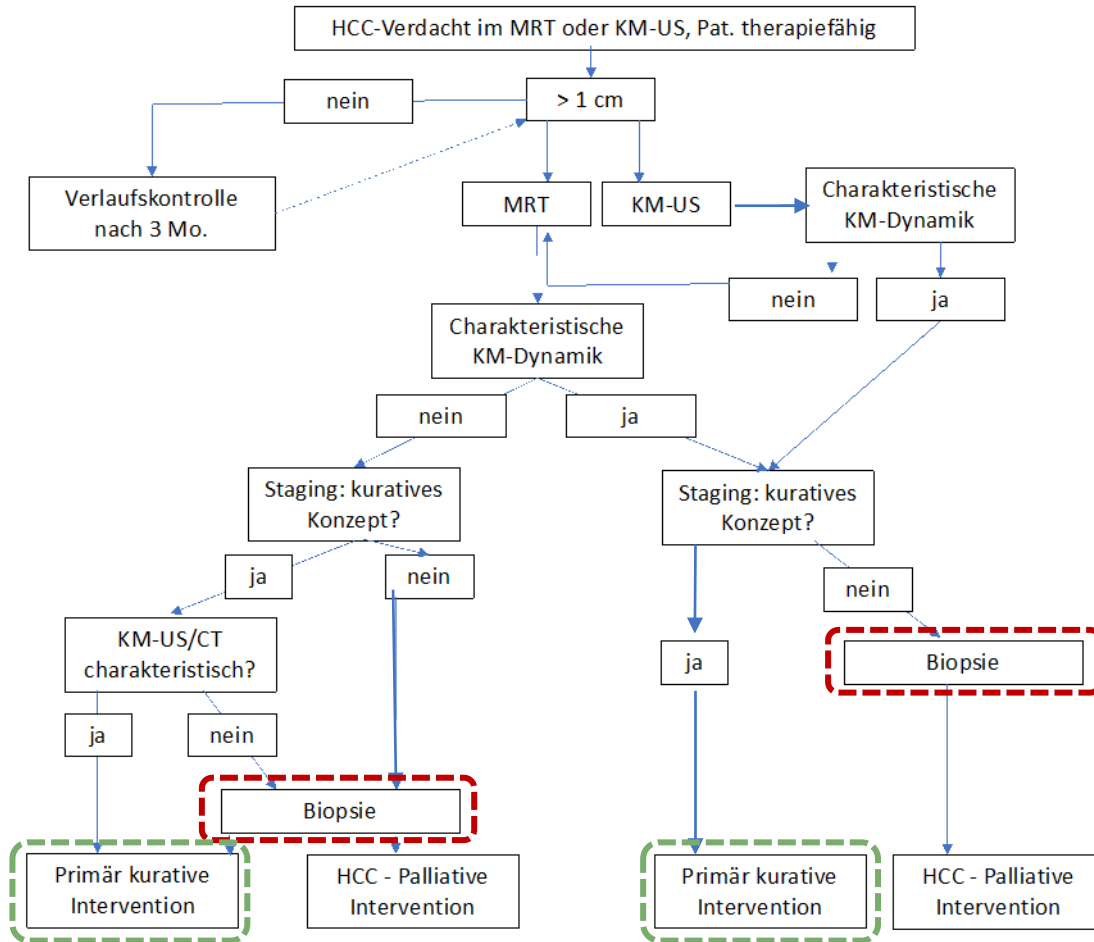 HCC-Verdacht im MRT oder KM-US, Pat. therapiefähig
nein
> 1 cm
Verlaufskontrolle
nach 3 Mo.
MRT
KM-US
Charakteristische
KM-Dynamik
nein
ja
Charakteristische
KM-Dynamik
nein
ja
Staging: kuratives
Konzept?
Staging: kuratives
Konzept?
ja
nein
nein
KM-US/CT
charakteristisch?
ja
Biopsie
ja
nein
Biopsie
Primär kurative
Intervention
HCC - Palliative
Intervention
Primär kurative
Intervention
HCC - Palliative
Intervention